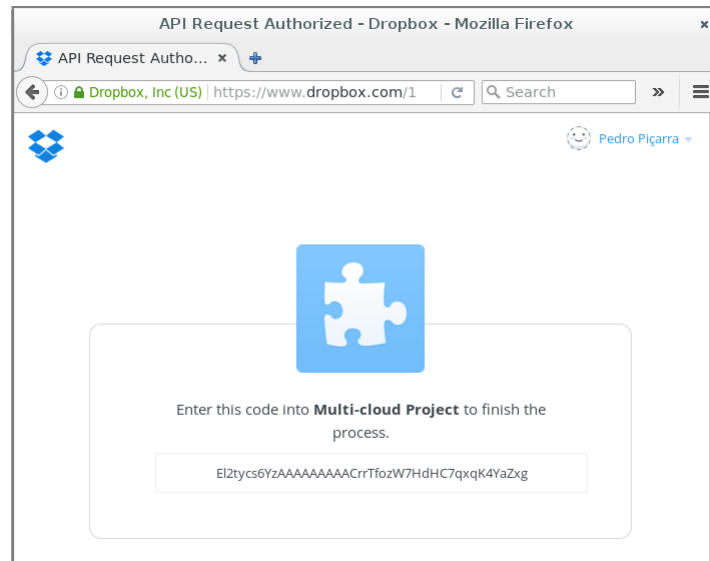 API Request Authorized - Dropbox - Mozilla Firefox
API Request Autho...
Dropbox, Inc (US) https://www.dropbox.com/1 Search
Pedro Piçarra
Enter this code into Multi-cloud Project to finish the
process.
El2tycs6YzAAAAAAAAACrrTfozW7HdHC7qxqK4YaZxg